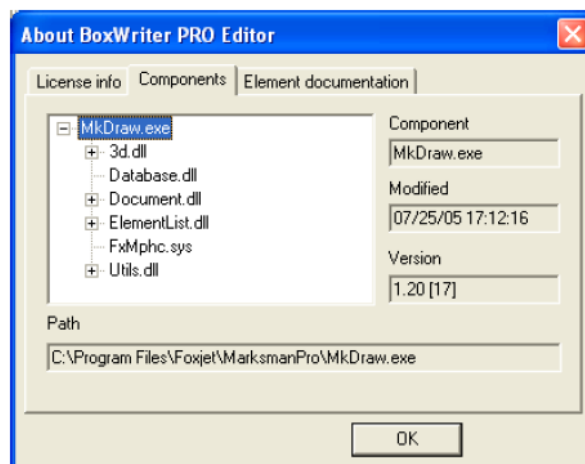 About BoxWriter PRO Editor
License info
Components
Element documentation
MkDraw.exe
3d.dll
Database.dll
Document.dll
ElementList.dll
FxMphc.sys
Utils.dll
Component
MkDraw.exe
Modified
07/25/05 17:12:16
Version
1.20 [17]
Path
C:\Program Files\Foxjet\MarksmanPro\MkDraw.exe
OK